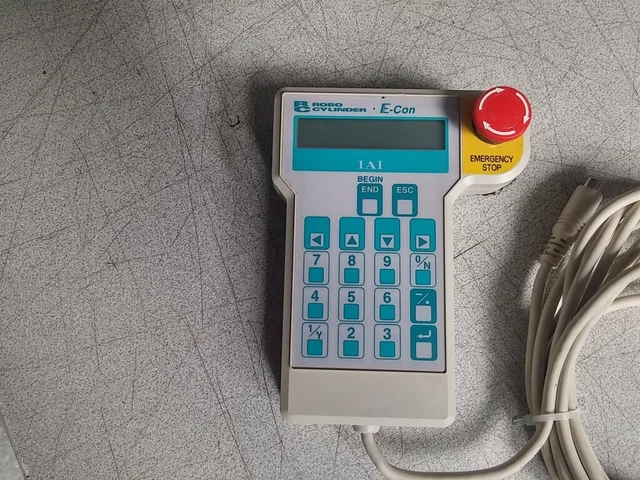 RC ROBO CYLINDER · E-Con
IAI
EMERGENCY
STOP
BEGIN
END ESC
7 8 9 0/N
4 5 6 -/.
1/Y 2 3